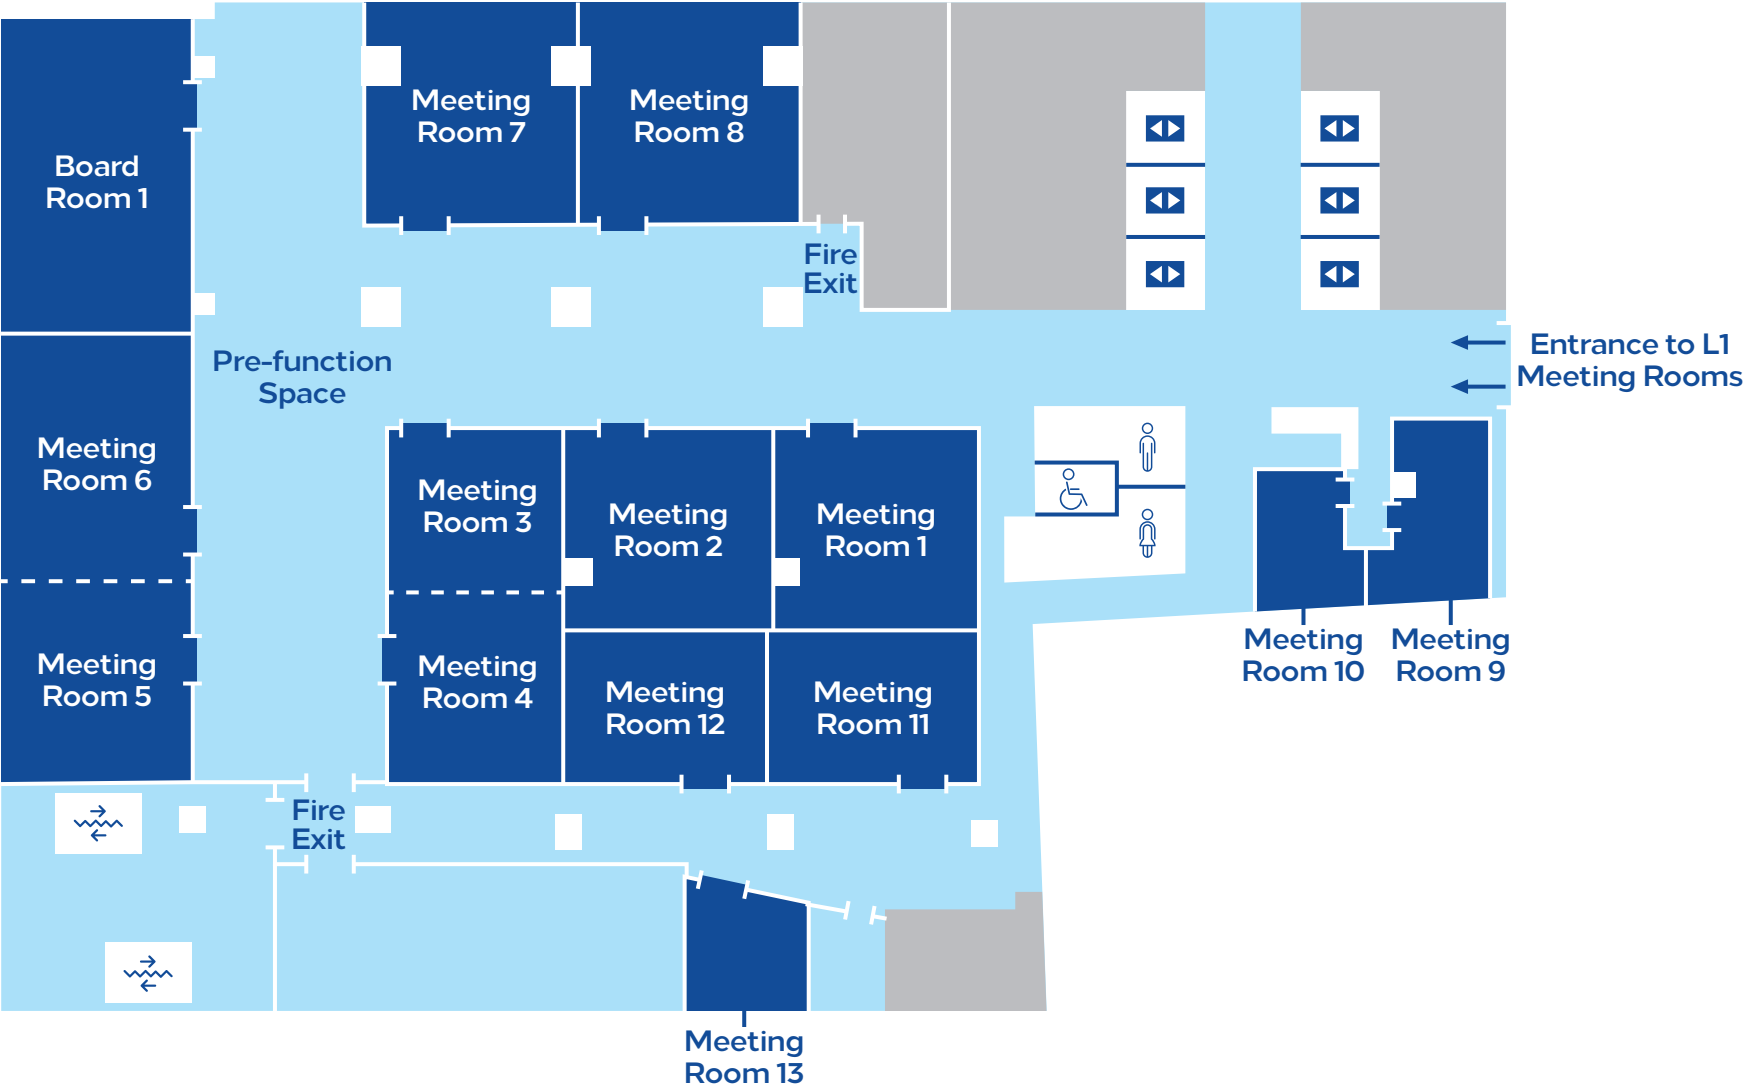 Meeting
Room 7
Meeting
Room 8
Board
Room 1
Fire
Exit
Entrance to L1
Meeting Rooms
Pre-function
Space
Meeting
Room 6
Meeting
Room 3
Meeting
Room 2
Meeting
Room 1
Meeting
Room 10
Meeting
Room 9
Meeting
Room 5
Meeting
Room 4
Meeting
Room 12
Meeting
Room 11
Fire
Exit
Meeting
Room 13